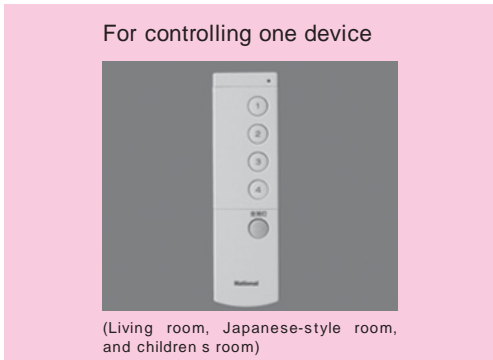 For controlling one device
1
2
3
4
National
(Living room, Japanese-style room,
and children s room)